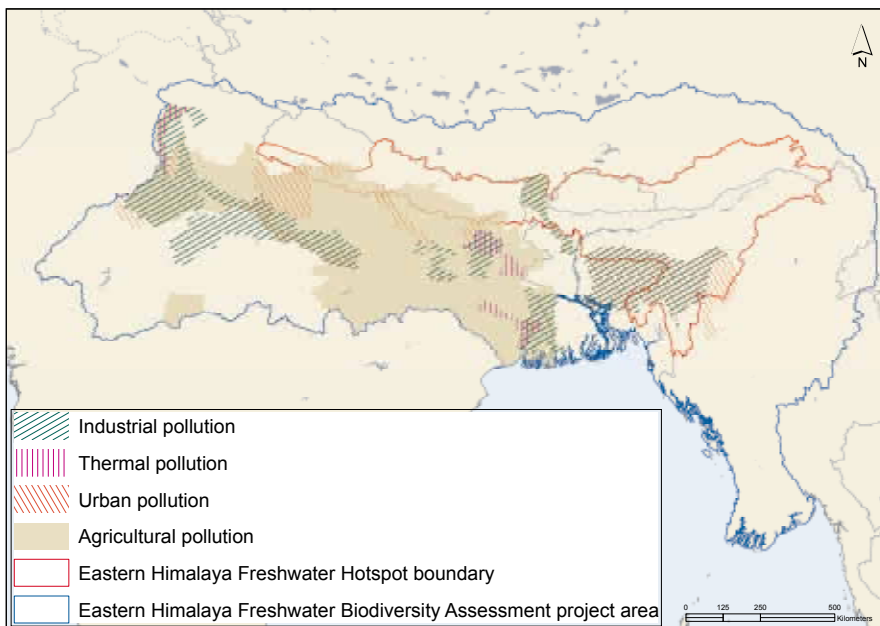 N
Industrial pollution
Thermal pollution
Urban pollution
Agricultural pollution
Eastern Himalaya Freshwater Hotspot boundary
Eastern Himalaya Freshwater Biodiversity Assessment project area
0 125 250 500
Kilometers